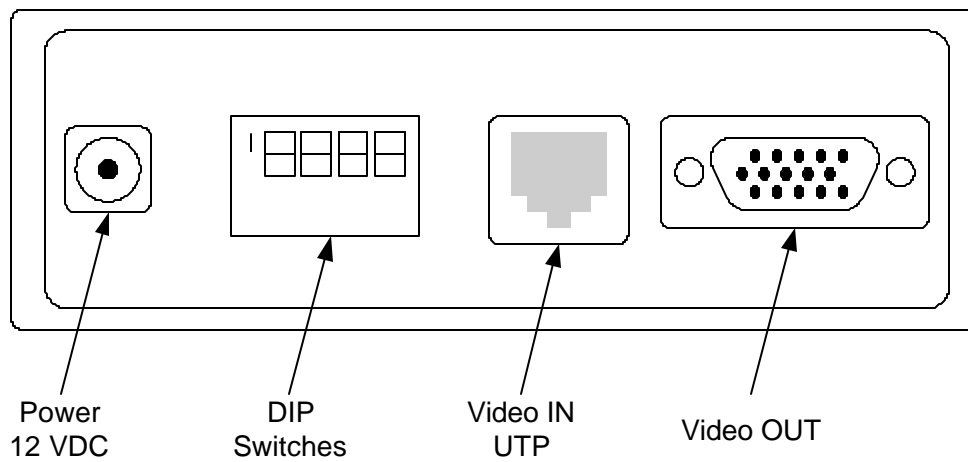 Power
12 VDC
DIP
Switches
Video IN
UTP
Video OUT